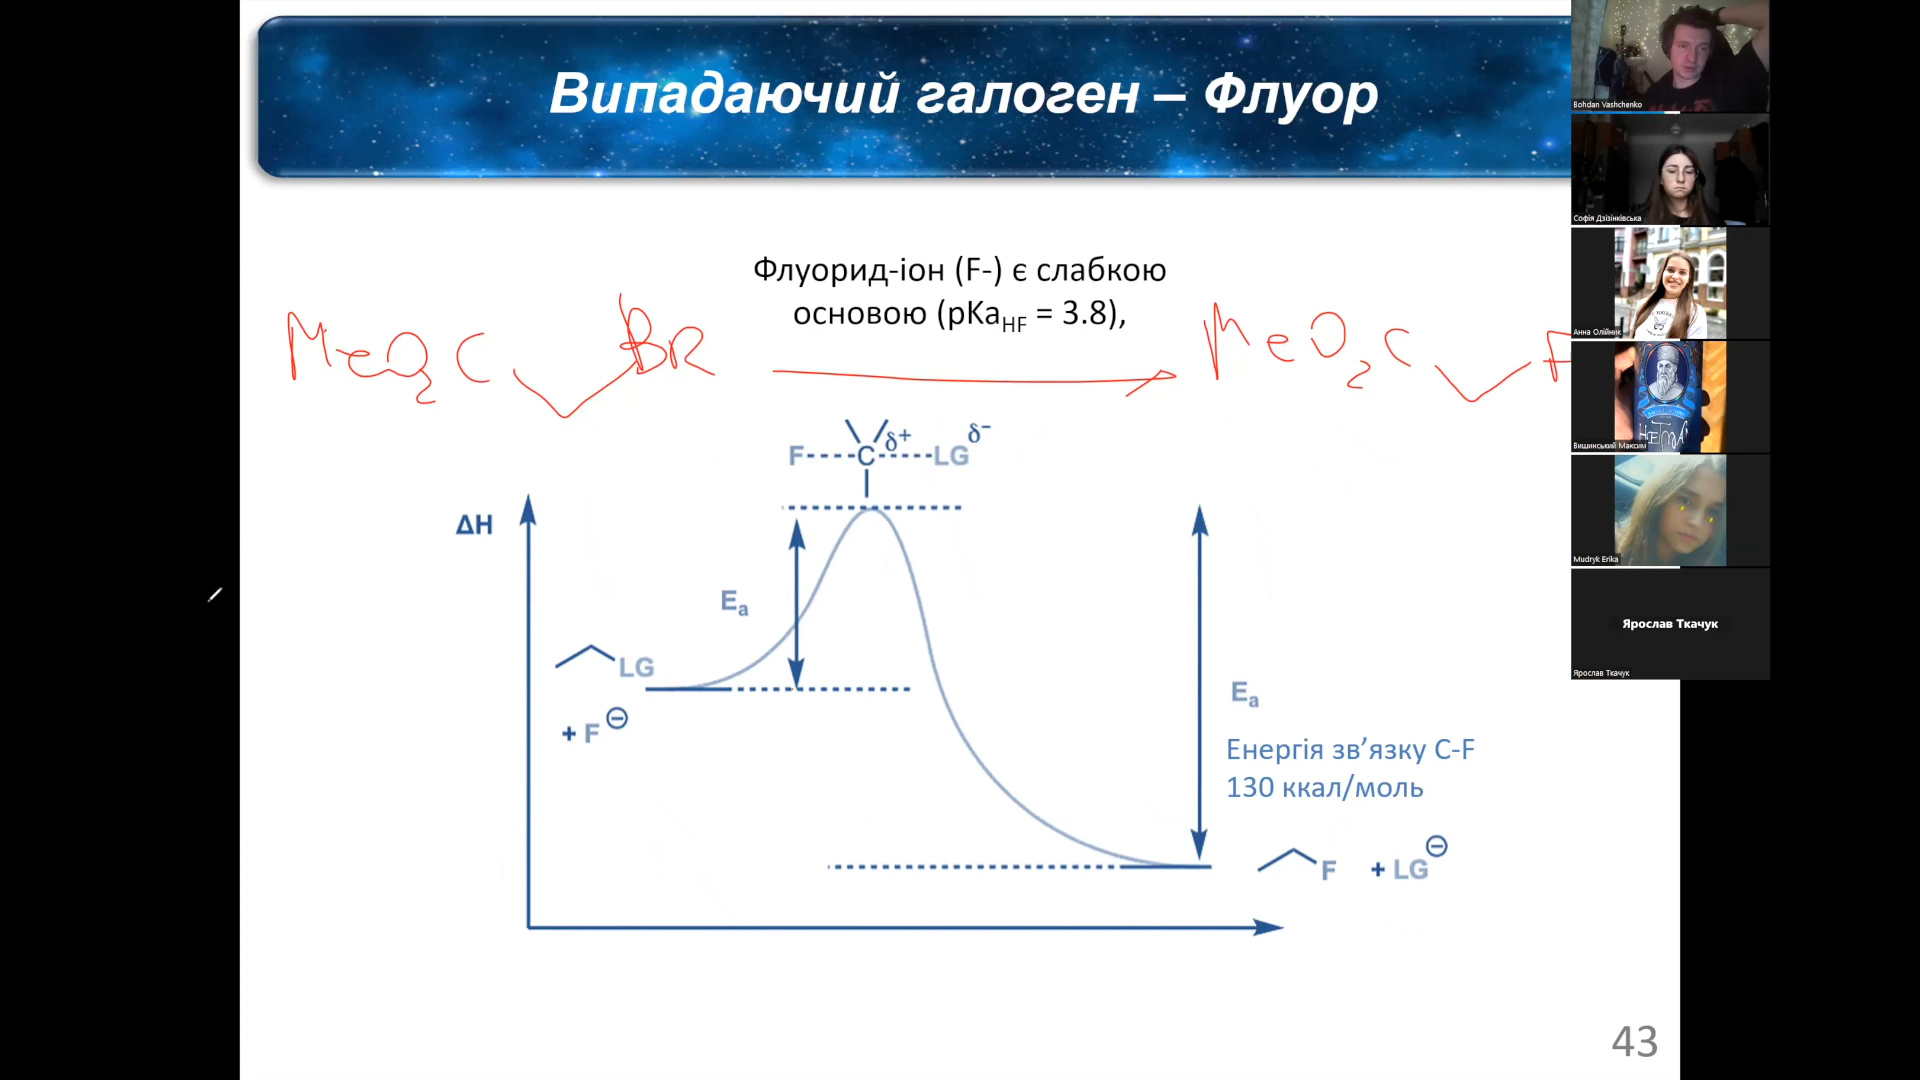 Випадаючий галоген – Флуор
Флуорид-іон (F-) є слабкою
основою (pKaHF = 3.8),
MeO2C BR
MeO2C F
F C δ+ LG δ−
ΔH
Ea
LG
+ F ⊖
Ea
Енергія зв’язку C-F
130 ккал/моль
F + LG ⊖
43
Bohdan Vashchenko
Софія Дзізінківська
Анна Олійник
НЕТЬМАН
Вишинський Максим
Mudryk Erika
Ярослав Ткачук
Ярослав Ткачук